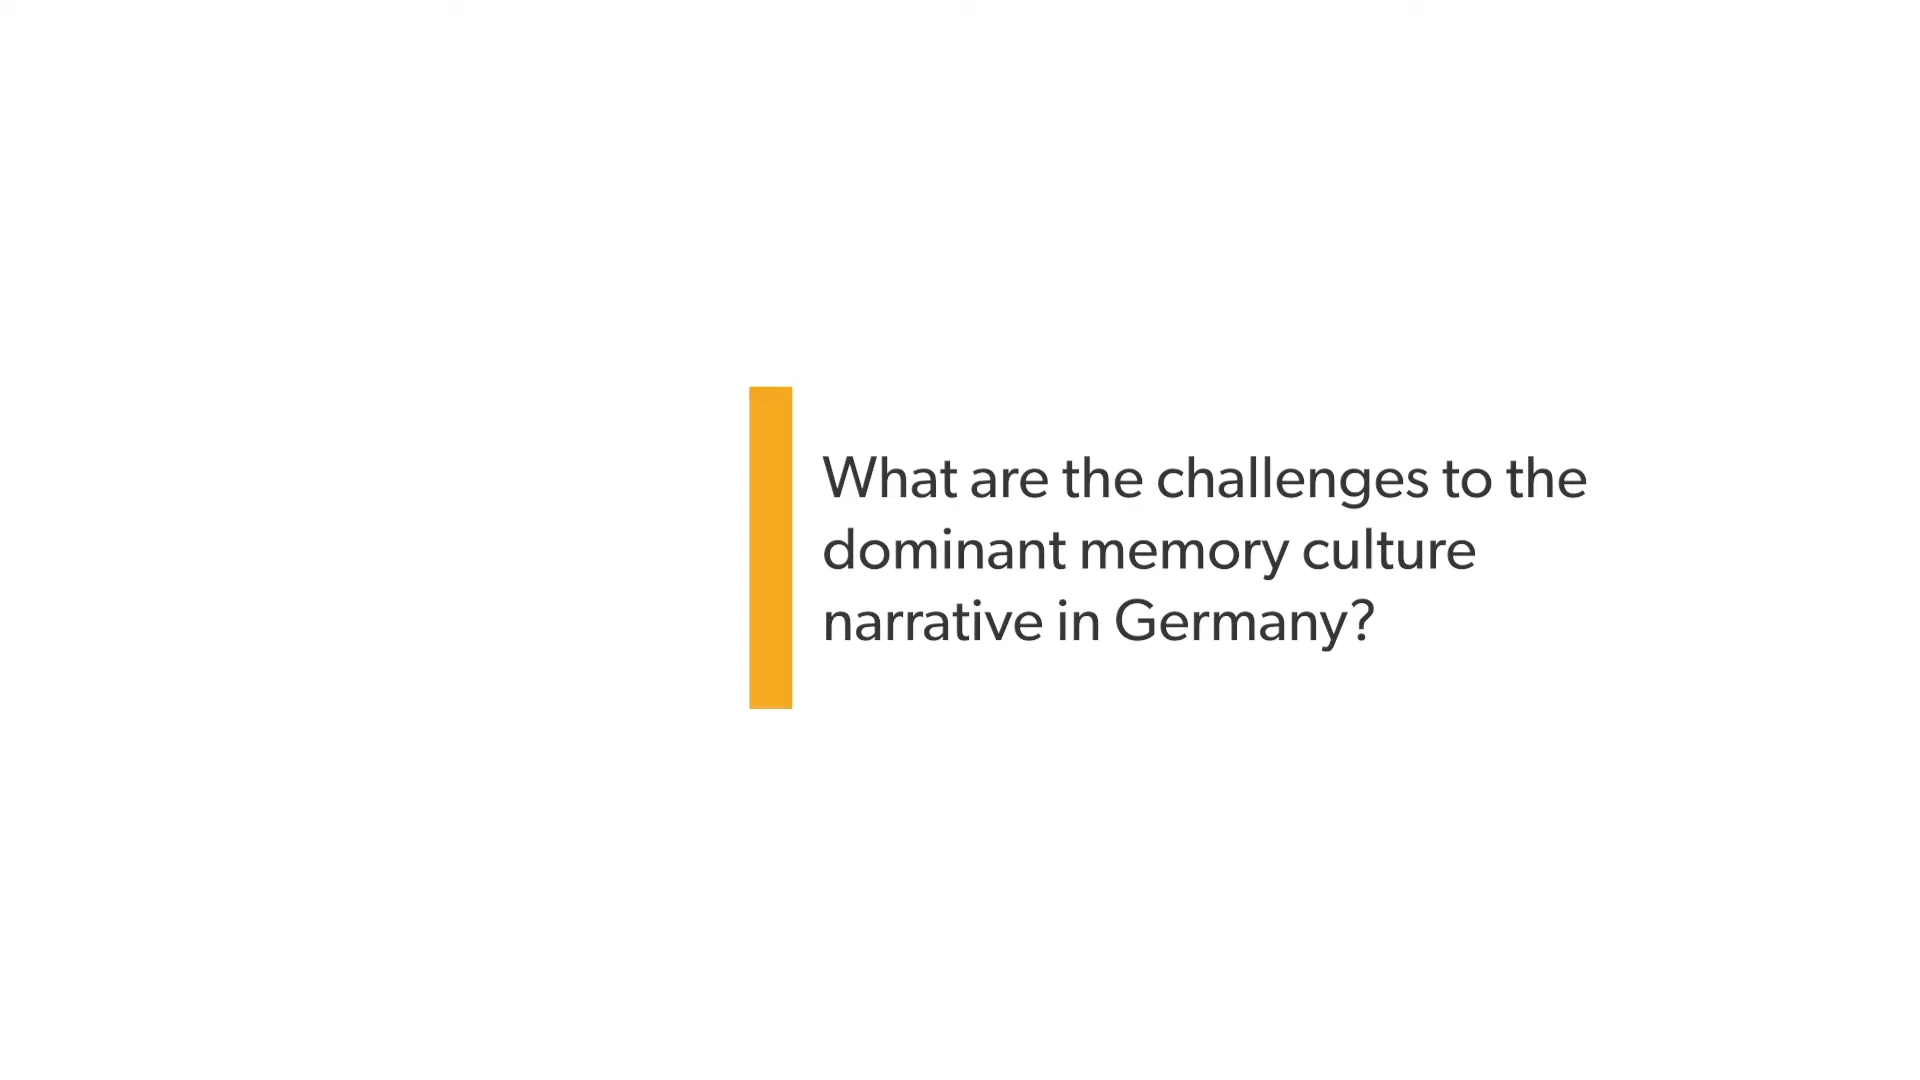 What are the challenges to the
dominant memory culture
narrative in Germany?